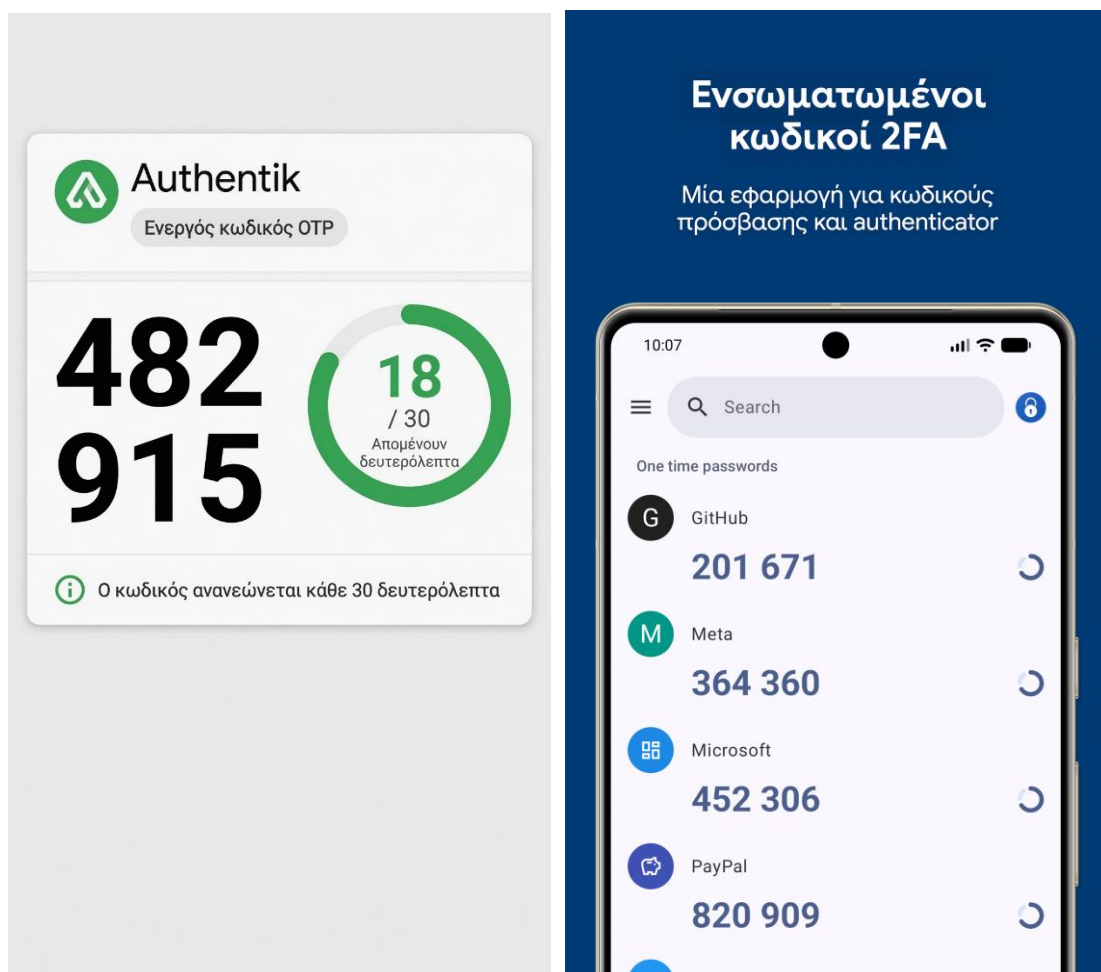 Authentik
Ενεργός κωδικός OTP
482
915
18
/ 30
Απομένουν
δευτερόλεπτα
Ο κωδικός ανανεώνεται κάθε 30 δευτερόλεπτα
Ενσωματωμένοι
κωδικοί 2FA
Μία εφαρμογή για κωδικούς
πρόσβασης και authenticator
10:07
Search
One time passwords
G GitHub
201 671
M Meta
364 360
Microsoft
452 306
PayPal
820 909